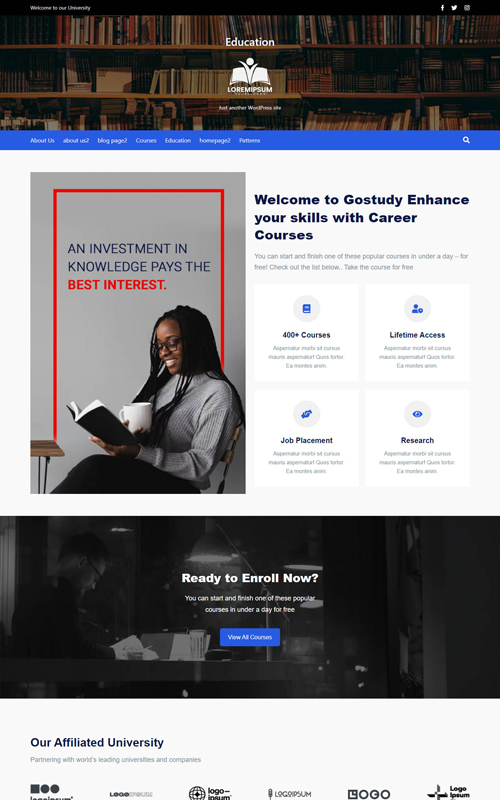 Welcome to our University
Education
LOREMIPSUM
Just another WordPress site
About Us about us2 blog page2 Courses Education homepage2 Patterns
AN INVESTMENT IN
KNOWLEDGE PAYS THE
BEST INTEREST.
Welcome to Gostudy Enhance
your skills with Career
Courses
You can start and finish one of these popular courses in under a day – for
free! Check out the list below.. Take the course for free
400+ Courses
Aspernatur morbi sit cursus
mauris aspernatur! Quos tortor.
Ea montes anim.
Lifetime Access
Aspernatur morbi sit cursus
mauris aspernatur! Quos tortor.
Ea montes anim.
Job Placement
Aspernatur morbi sit cursus
mauris aspernatur! Quos tortor.
Ea montes anim.
Research
Aspernatur morbi sit cursus
mauris aspernatur! Quos tortor.
Ea montes anim.
Ready to Enroll Now?
You can start and finish one of these popular
courses in under a day for free
View All Courses
Our Affiliated University
Partnering with world's leading universities and companies
logoipsum
LOGOIPSUM
logo—
ipsum
LOGOIPSUM
LOGO
Logo